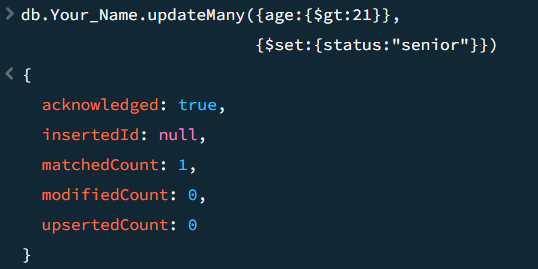 > db.Your_Name.updateMany({age:{$gt:21}},
{$set:{status:"senior"}})
< {
acknowledged: true,
insertedId: null,
matchedCount: 1,
modifiedCount: 0,
upsertedCount: 0
}